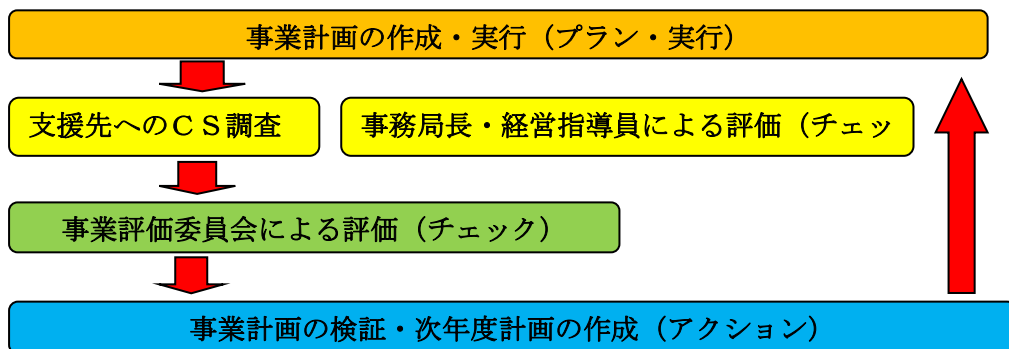 事業計画の作成・実行（プラン・実行）
支援先へのＣＳ調査
事務局長・経営指導員による評価（チェッ
事業評価委員会による評価（チェック）
事業計画の検証・次年度計画の作成（アクション）